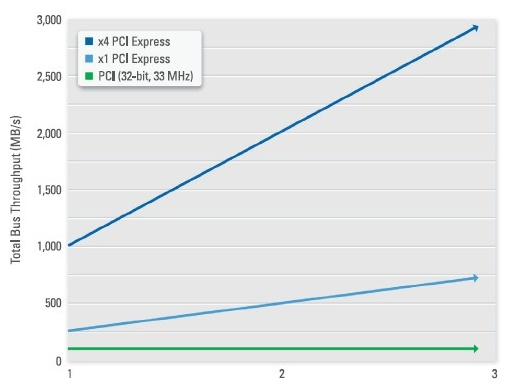 3,000
x4 PCI Express
x1 PCI Express
PCI (32-bit, 33 MHz)
2,500
2,000
1,500
1,000
500
0
Total Bus Throughput (MB/s)
1 2 3